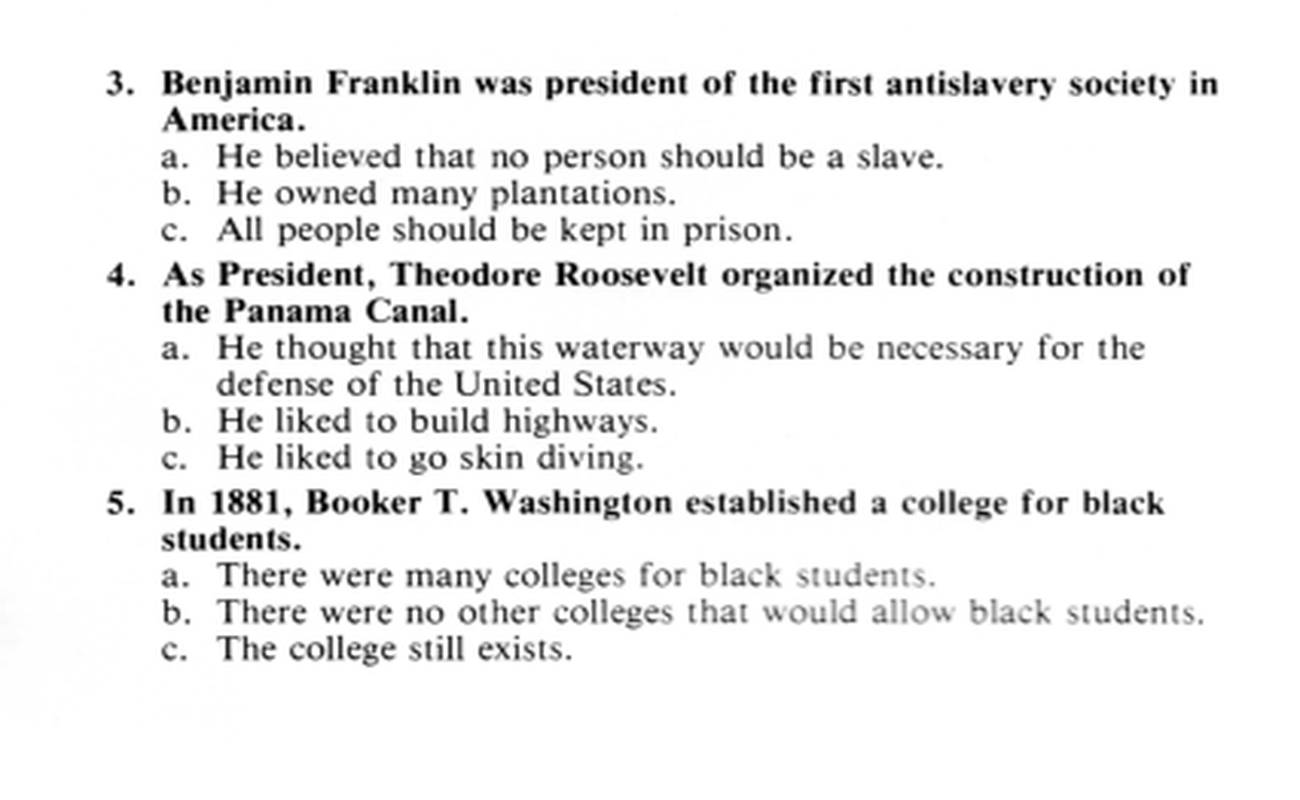 3. Benjamin Franklin was president of the first antislavery society in
America.
a. He believed that no person should be a slave.
b. He owned many plantations.
c. All people should be kept in prison.
4. As President, Theodore Roosevelt organized the construction of
the Panama Canal.
a. He thought that this waterway would be necessary for the
defense of the United States.
b. He liked to build highways.
c. He liked to go skin diving.
5. In 1881, Booker T. Washington established a college for black
students.
a. There were many colleges for black students.
b. There were no other colleges that would allow black students.
c. The college still exists.